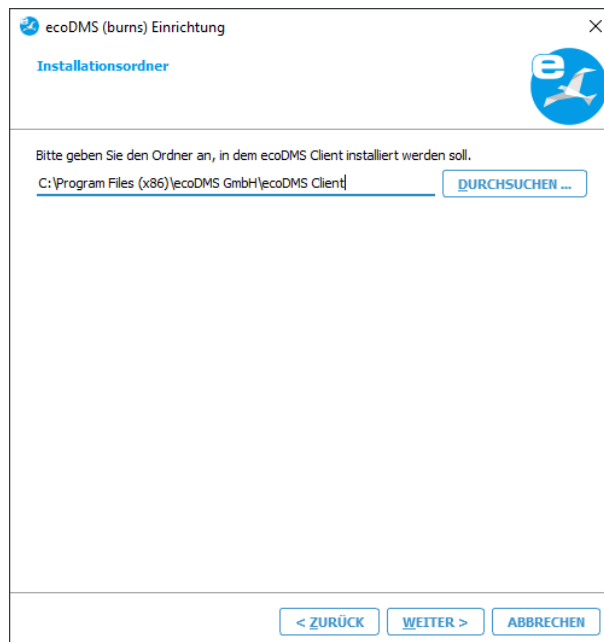 ecoDMS (burns) Einrichtung
Installationsordner
e
Bitte geben Sie den Ordner an, in dem ecoDMS Client installiert werden soll.
C:\Program Files (x86)\ecoDMS GmbH\ecoDMS Client
DURCHSUCHEN ...
< ZURÜCK
WEITER >
ABBRECHEN